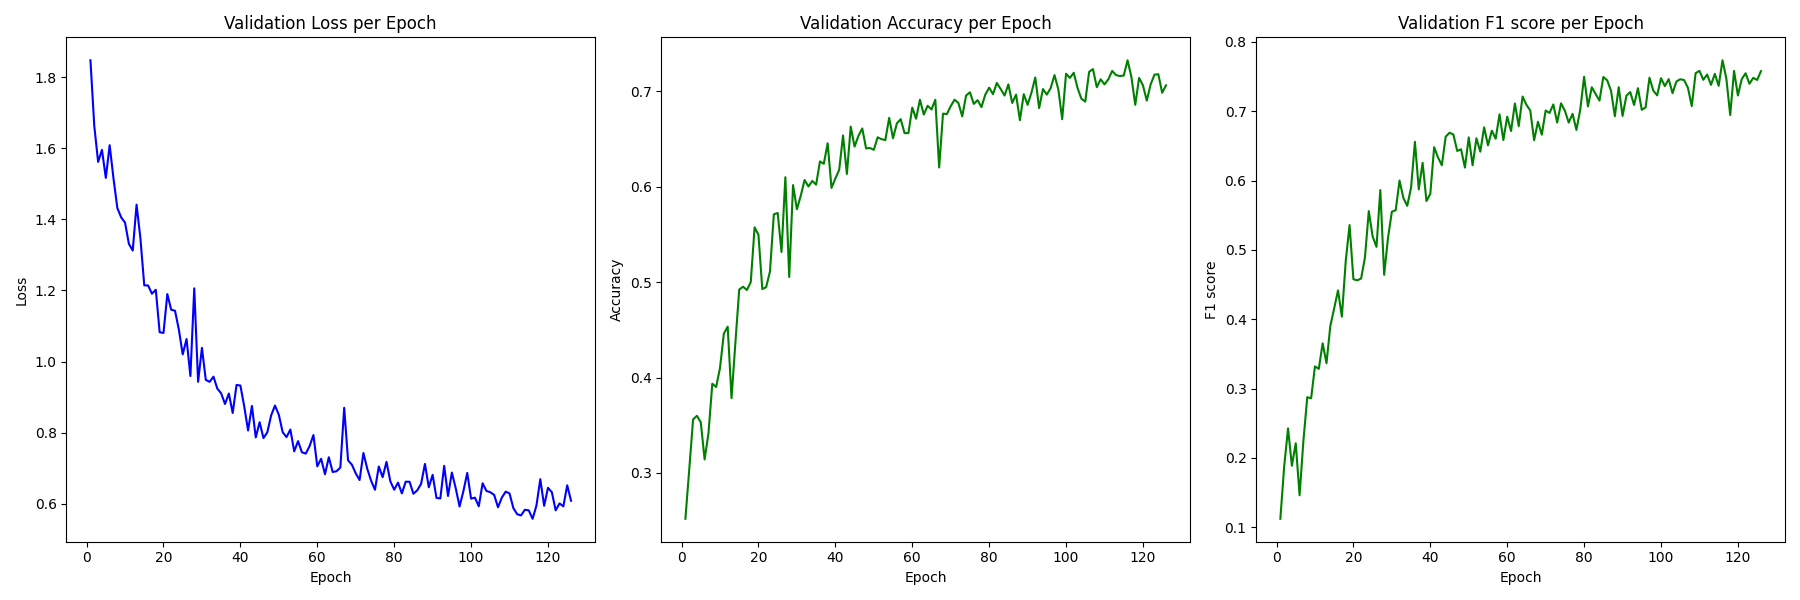 Validation Loss per Epoch
Loss
1.8
1.6
1.4
1.2
1.0
0.8
0.6
0 20 40 60 80 100 120
Epoch
Validation Accuracy per Epoch
Accuracy
0.7
0.6
0.5
0.4
0.3
0 20 40 60 80 100 120
Epoch
Validation F1 score per Epoch
F1 score
0.8
0.7
0.6
0.5
0.4
0.3
0.2
0.1
0 20 40 60 80 100 120
Epoch